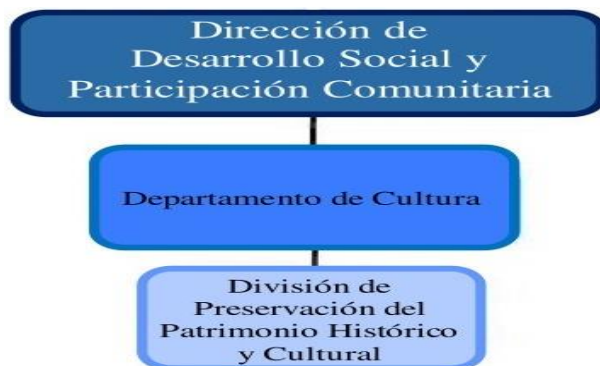 Dirección de
Desarrollo Social y
Participación Comunitaria
Departamento de Cultura
División de
Preservación del
Patrimonio Histórico
y Cultural